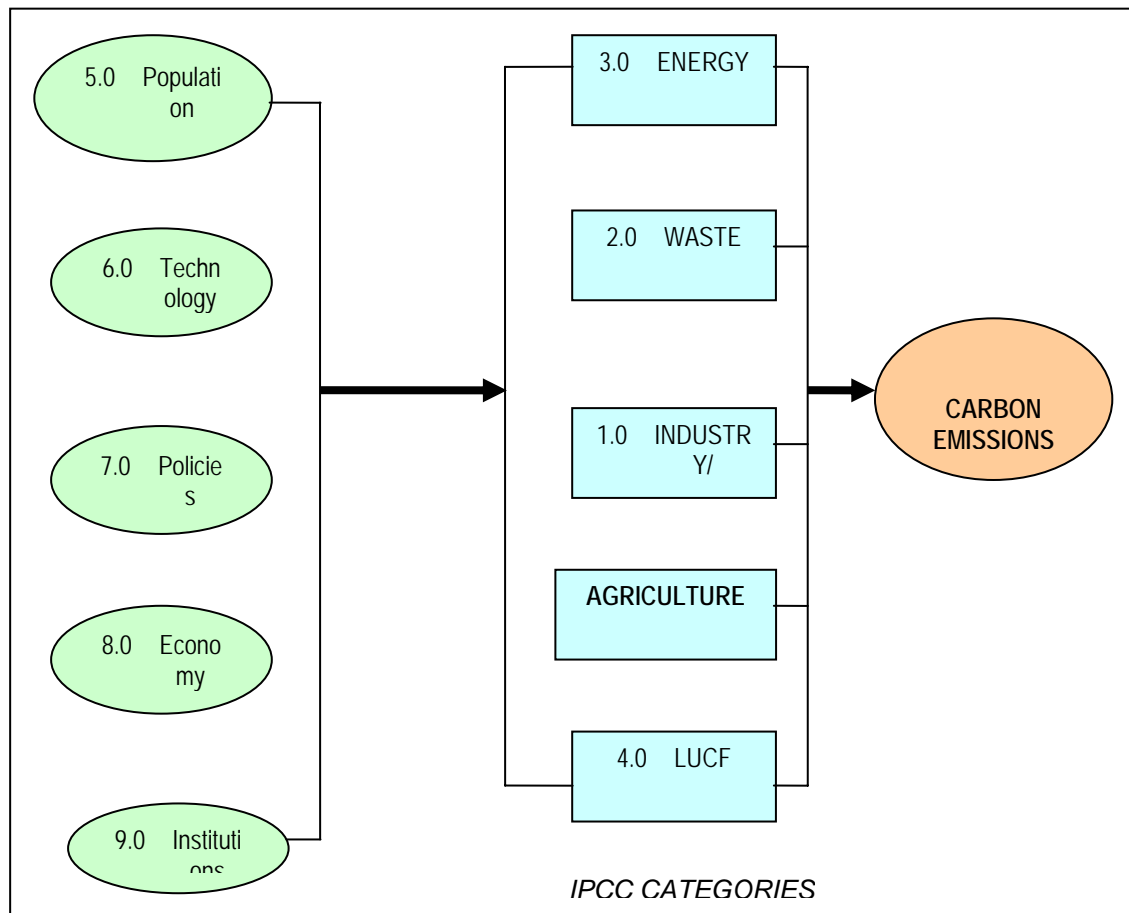 5.0 Populati
on
6.0 Techn
ology
7.0 Policie
s
8.0 Econo
my
9.0 Instituti
ons
3.0 ENERGY
2.0 WASTE
1.0 INDUSTR
Y/
AGRICULTURE
4.0 LUCF
CARBON
EMISSIONS
IPCC CATEGORIES